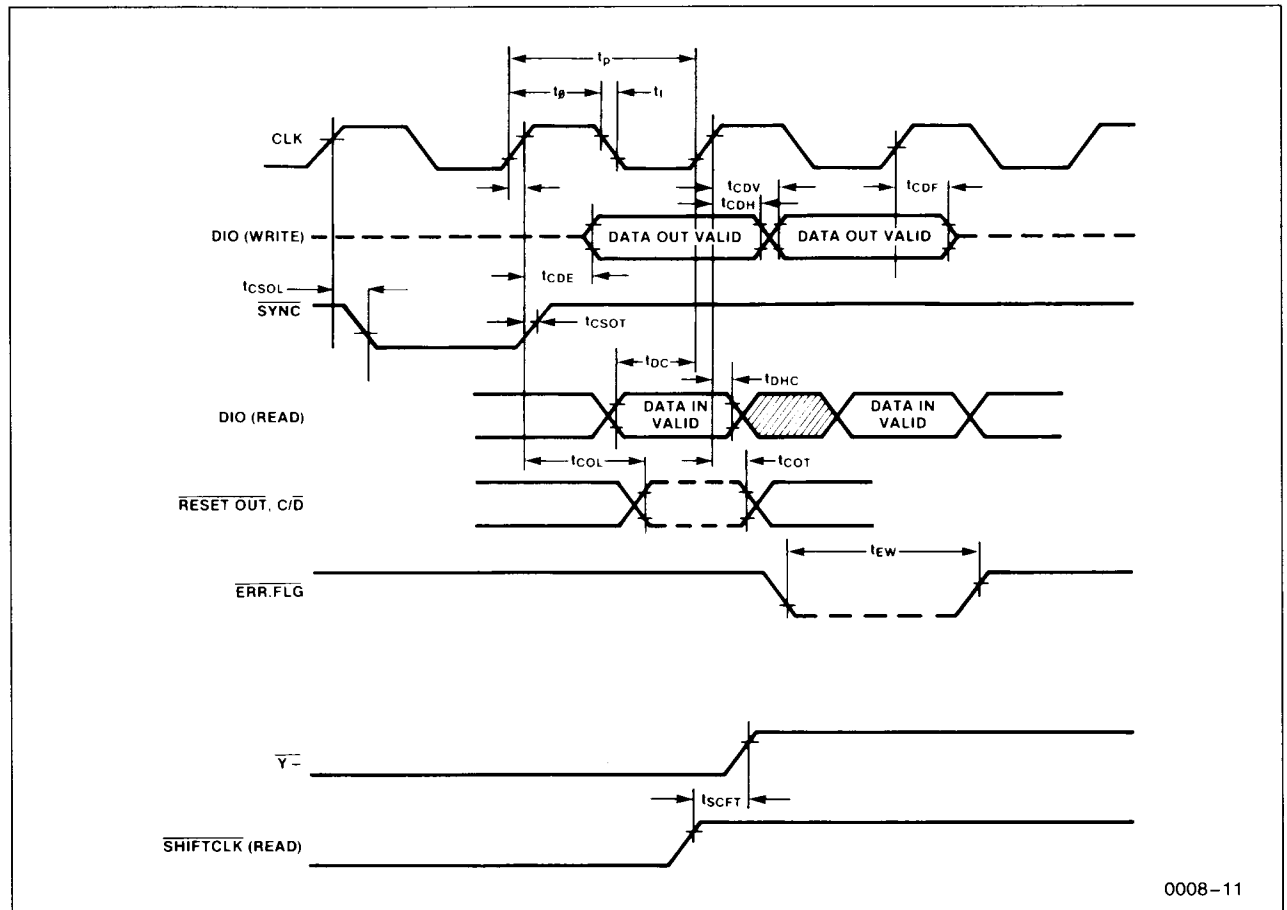 tp
tø
tI
CLK
tCDV
tCDH
tCDF
DIO (WRITE)
DATA OUT VALID
DATA OUT VALID
tCDE
tCSOL
SYNC
tCSOT
tDC
tDHC
DIO (READ)
DATA IN
VALID
DATA IN
VALID
tCOL
tCOT
RESET OUT, C/D
tEW
ERR.FLG
Y-
tSCFT
SHIFTCLK (READ)
0008-11